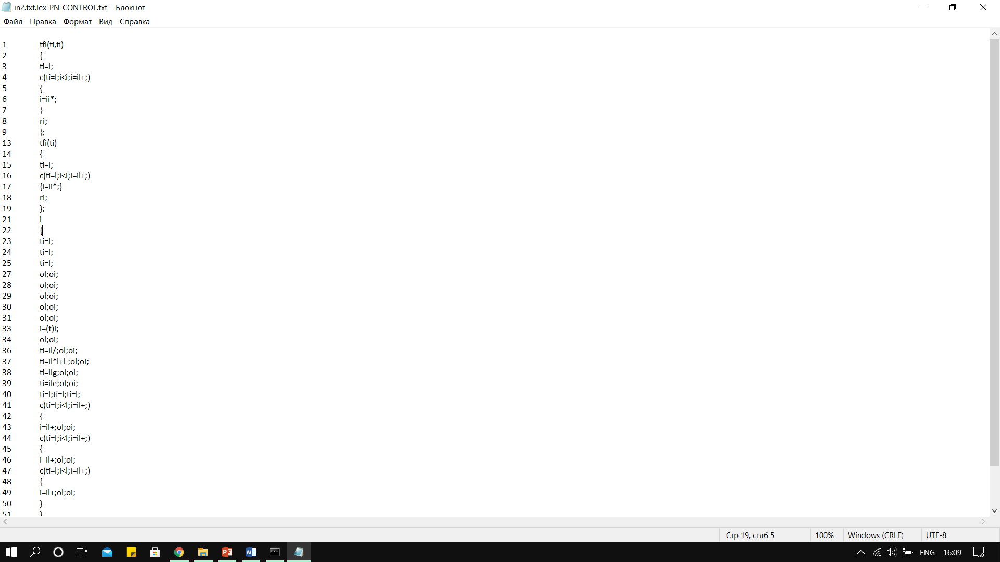 in2.txt.lex_PN_CONTROL.txt – Блокнот
Файл Правка Формат Вид Справка
1 tfi(ti,ti)
2 {
3 ti=i;
4 c(ti=l;i<i;i=il+;)
5 {
6 i=ii*;
7 }
8 ri;
9 };
13 tfi(ti)
14 {
15 ti=i;
16 c(ti=l;i<i;i=il+;)
17 {i=ii*;}
18 ri;
19 };
21 i
22 {
23 ti=l;
24 ti=l;
25 ti=l;
27 ol;oi;
28 ol;oi;
29 ol;oi;
30 ol;oi;
31 ol;oi;
33 i=(t)i;
34 ol;oi;
36 ti=il/;ol;oi;
37 ti=il*l+l-;ol;oi;
38 ti=ilg;ol;oi;
39 ti=ile;ol;oi;
40 ti=l;ti=l;ti=l;
41 c(ti=l;i<l;i=il+;)
42 {
43 i=il+;ol;oi;
44 c(ti=l;i<l;i=il+;)
45 {
46 i=il+;ol;oi;
47 c(ti=l;i<l;i=il+;)
48 {
49 i=il+;ol;oi;
50 }
51 }
Стр 19, стлб 5 100% Windows (CRLF) UTF-8
ENG 16:09